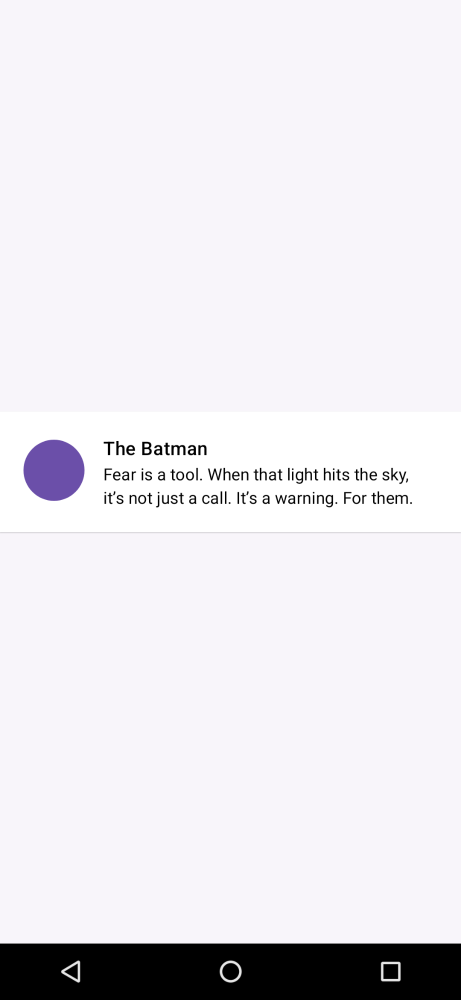 The Batman
Fear is a tool. When that light hits the sky,
it’s not just a call. It’s a warning. For them.